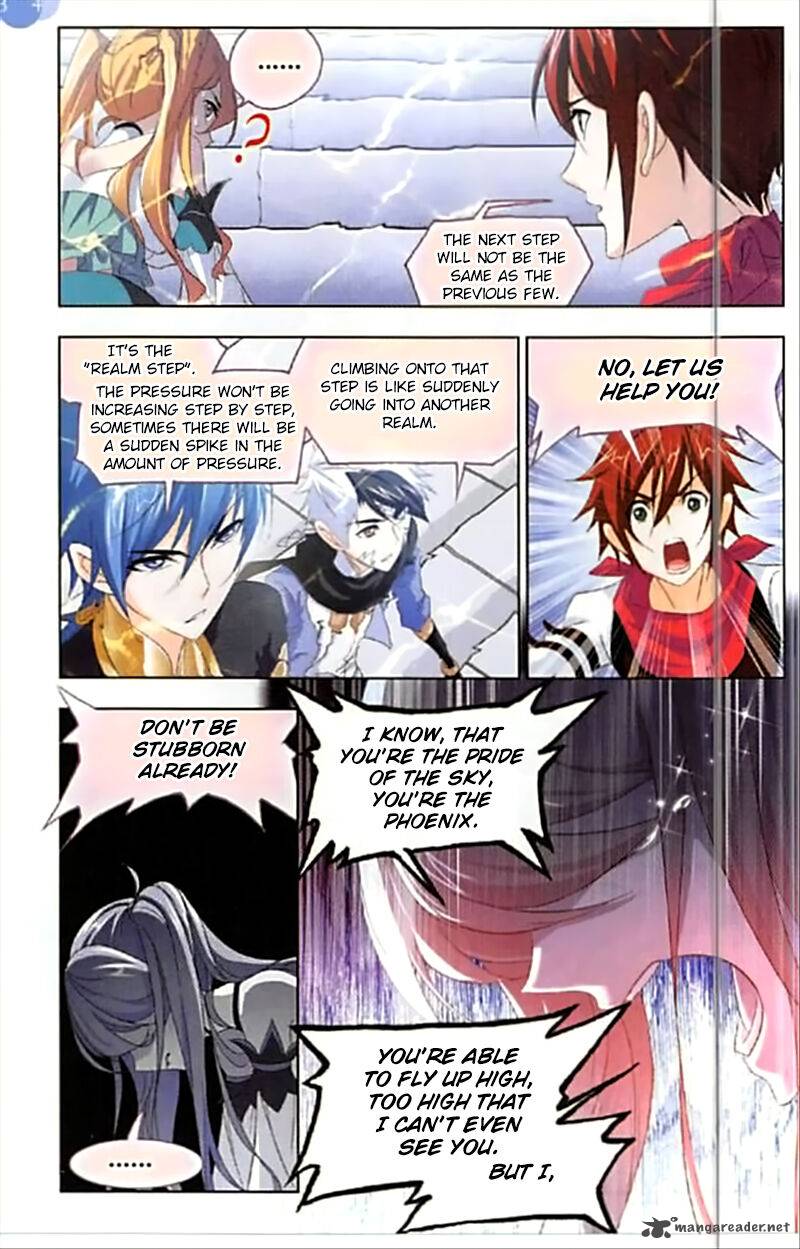 3 4
......
?
THE NEXT STEP
WILL NOT BE
THE SAME AS THE
PREVIOUS FEW.
IT'S THE
"REALM STEP".
THE PRESSURE WON'T BE
INCREASING STEP BY STEP,
SOMETIMES THERE WILL BE
A SUDDEN SPIKE IN THE
AMOUNT OF PRESSURE.
CLIMBING ONTO THAT
STEP IS LIKE SUDDENLY
GOING INTO ANOTHER
REALM.
NO, LET US
HELP YOU!
DON'T BE
STUBBORN
ALREADY!
I KNOW, THAT
YOU'RE THE PRIDE
OF THE SKY,
YOU'RE THE
PHOENIX.
......
YOU'RE ABLE
TO FLY UP HIGH,
TOO HIGH THAT
I CAN'T EVEN
SEE YOU.
BUT I,
mangareader.net